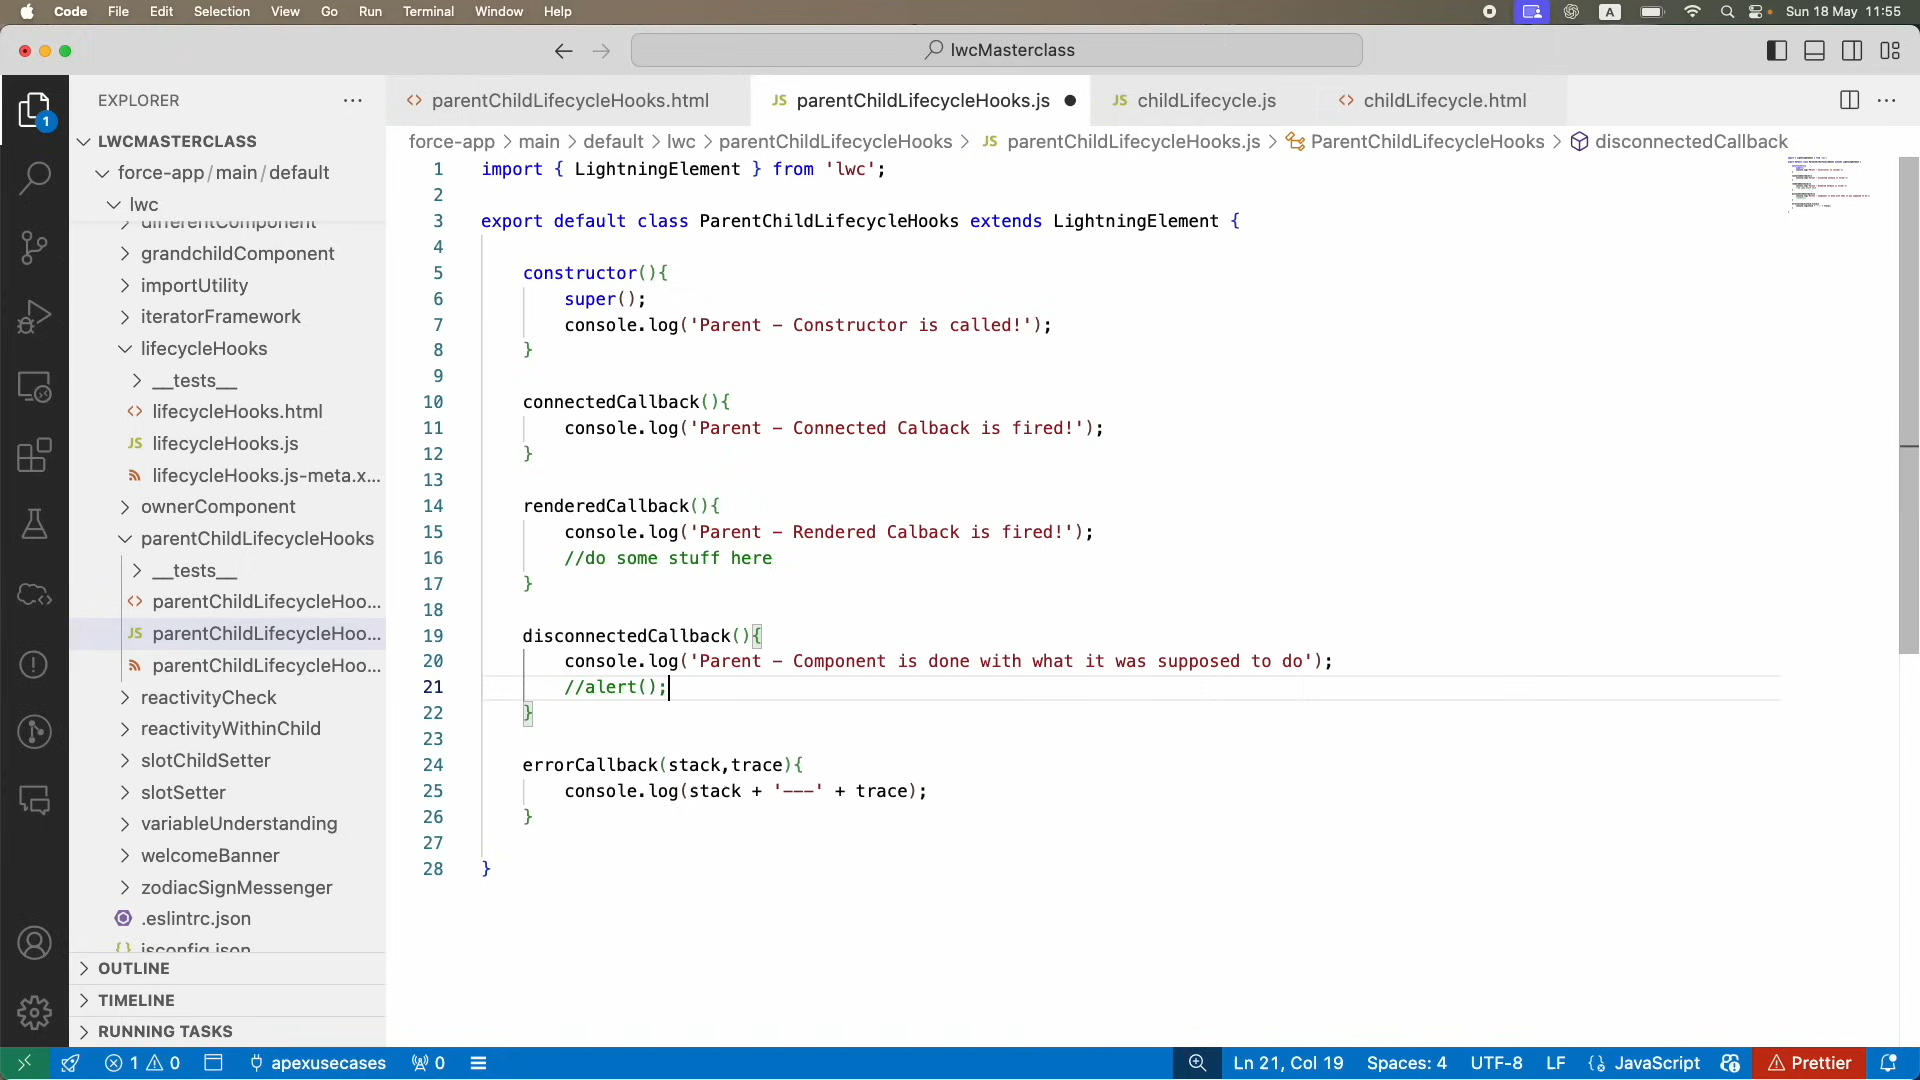 Code File Edit Selection View Go Run Terminal Window Help A Sun 18 May 11:55
lwcMasterclass
EXPLORER
1
LWCMASTERCLASS
force-app/main/default
lwc
differentComponent
grandchildComponent
importUtility
iteratorFramework
lifecycleHooks
__tests__
lifecycleHooks.html
JS lifecycleHooks.js
lifecycleHooks.js-meta.x...
ownerComponent
parentChildLifecycleHooks
__tests__
parentChildLifecycleHoo...
JS parentChildLifecycleHoo...
parentChildLifecycleHoo...
reactivityCheck
reactivityWithinChild
slotChildSetter
slotSetter
variableUnderstanding
welcomeBanner
zodiacSignMessenger
.eslintrc.json
jsconfig.json
OUTLINE
TIMELINE
RUNNING TASKS
parentChildLifecycleHooks.html JS parentChildLifecycleHooks.js JS childLifecycle.js childLifecycle.html
force-app > main > default > lwc > parentChildLifecycleHooks > JS parentChildLifecycleHooks.js > ParentChildLifecycleHooks > disconnectedCallback
1 import { LightningElement } from 'lwc';
2
3 export default class ParentChildLifecycleHooks extends LightningElement {
4
5 constructor(){
6 super();
7 console.log('Parent – Constructor is called!');
8 }
9
10 connectedCallback(){
11 console.log('Parent – Connected Calback is fired!');
12 }
13
14 renderedCallback(){
15 console.log('Parent – Rendered Calback is fired!');
16 //do some stuff here
17 }
18
19 disconnectedCallback(){
20 console.log('Parent – Component is done with what it was supposed to do');
21 //alert();
22 }
23
24 errorCallback(stack,trace){
25 console.log(stack + '---' + trace);
26 }
27
28 }
1 0 apexusecases 0 Ln 21, Col 19 Spaces: 4 UTF-8 LF {} JavaScript Prettier